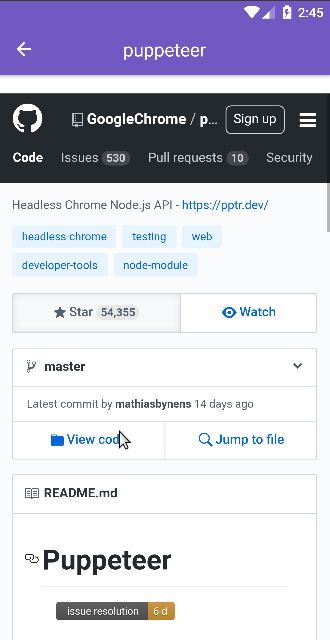 2:45
puppeteer
GoogleChrome / p… Sign up
Code Issues 530 Pull requests 10 Security
Headless Chrome Node.js API - https://pptr.dev/
headless-chrome testing web
developer-tools node-module
Star 54,355 Watch
master
Latest commit by mathiasbynens 14 days ago
View cod
Jump to file
README.md
Puppeteer
issue resolution 6 d